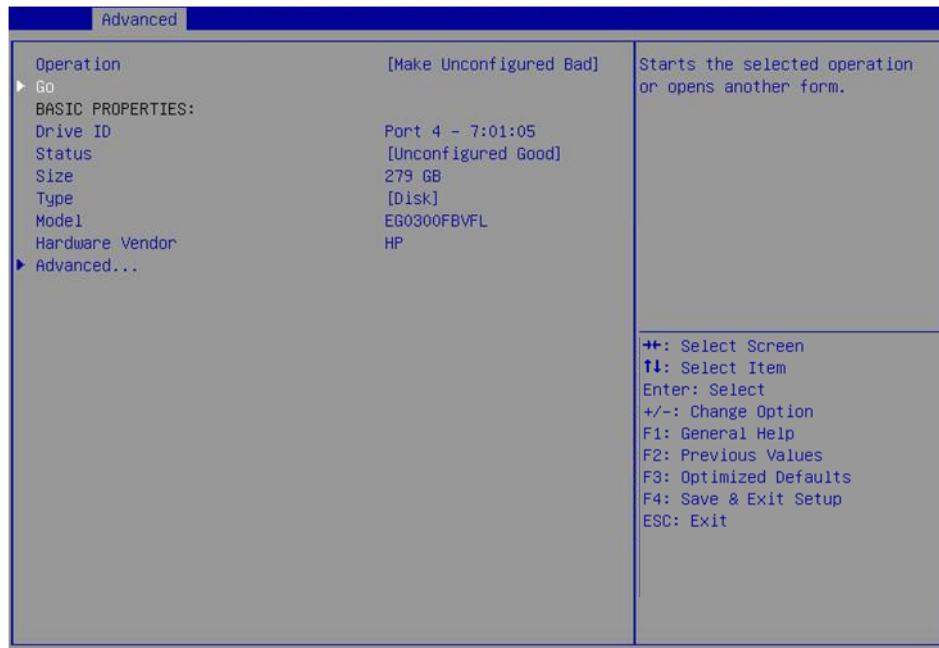 Advanced
Operation [Make Unconfigured Bad]
Go
BASIC PROPERTIES:
Drive ID Port 4 - 7:01:05
Status [Unconfigured Good]
Size 279 GB
Type [Disk]
Model EG0300FBVFL
Hardware Vendor HP
Advanced...
Starts the selected operation
or opens another form.
→←: Select Screen
↑↓: Select Item
Enter: Select
+/-: Change Option
F1: General Help
F2: Previous Values
F3: Optimized Defaults
F4: Save & Exit Setup
ESC: Exit